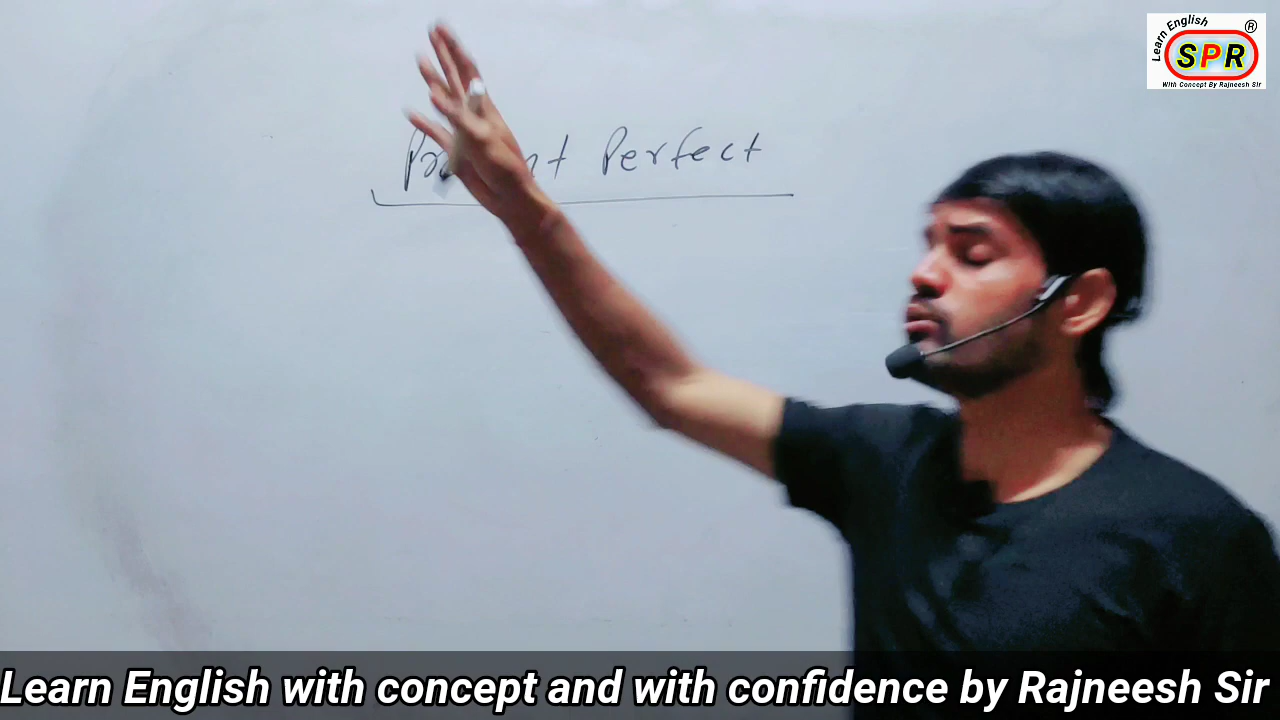 Learn English ®
SPR
With Concept By Rajneesh Sir
Perfect
Learn English with concept and with confidence by Rajneesh Sir